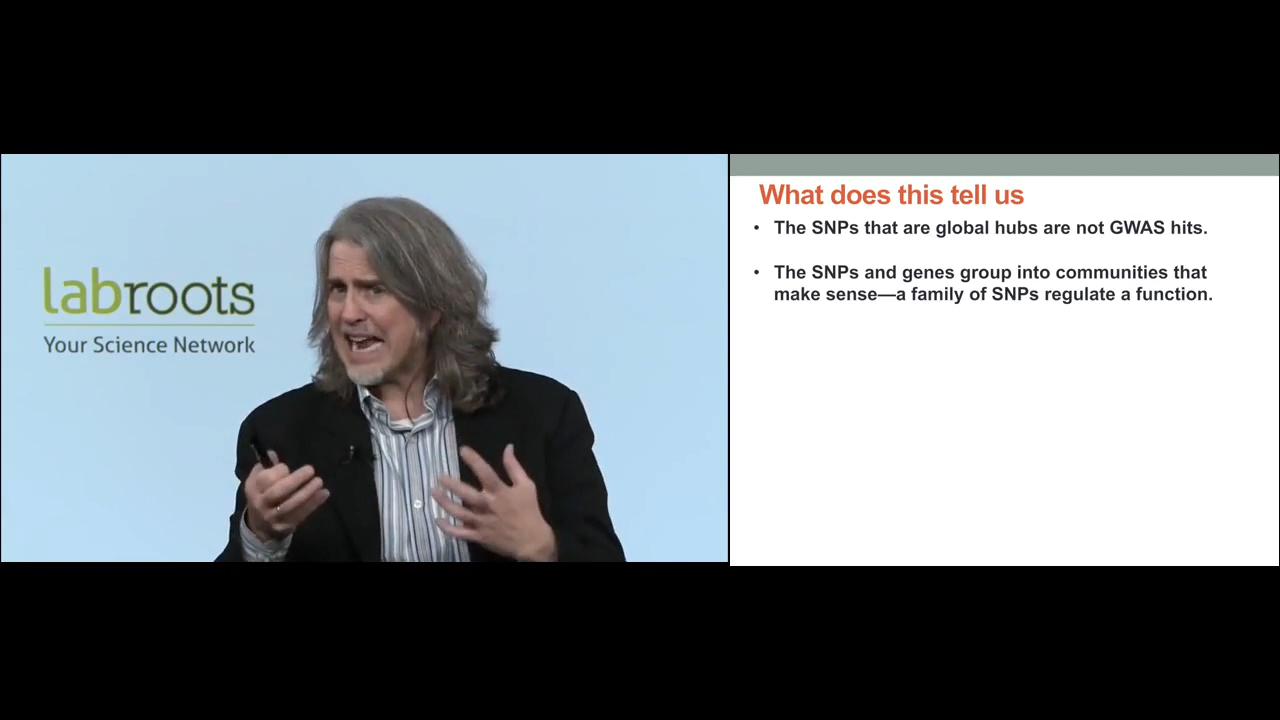 labroots
Your Science Network
What does this tell us
• The SNPs that are global hubs are not GWAS hits.
• The SNPs and genes group into communities that
make sense—a family of SNPs regulate a function.